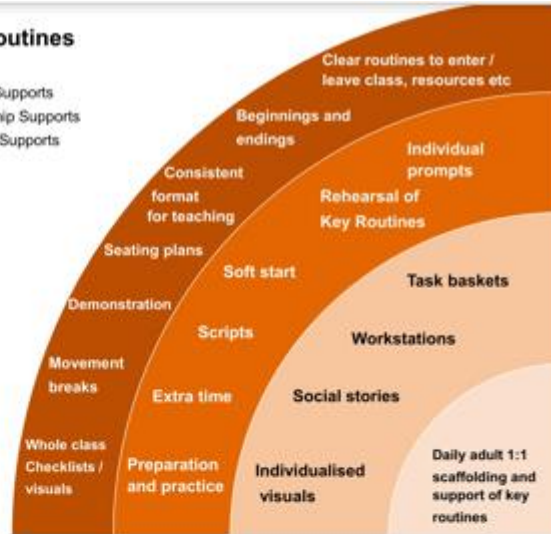 outines
Supports
ip Supports
Supports
Clear routines to enter /
leave class, resources etc
Beginnings and
endings
Consistent
format
for teaching
Seating plans
Demonstration
Movement
breaks
Whole class
Checklists /
visuals
Individual
prompts
Rehearsal of
Key Routines
Soft start
Scripts
Extra time
Preparation
and practice
Task baskets
Workstations
Social stories
Individualised
visuals
Daily adult 1:1
scaffolding and
support of key
routines